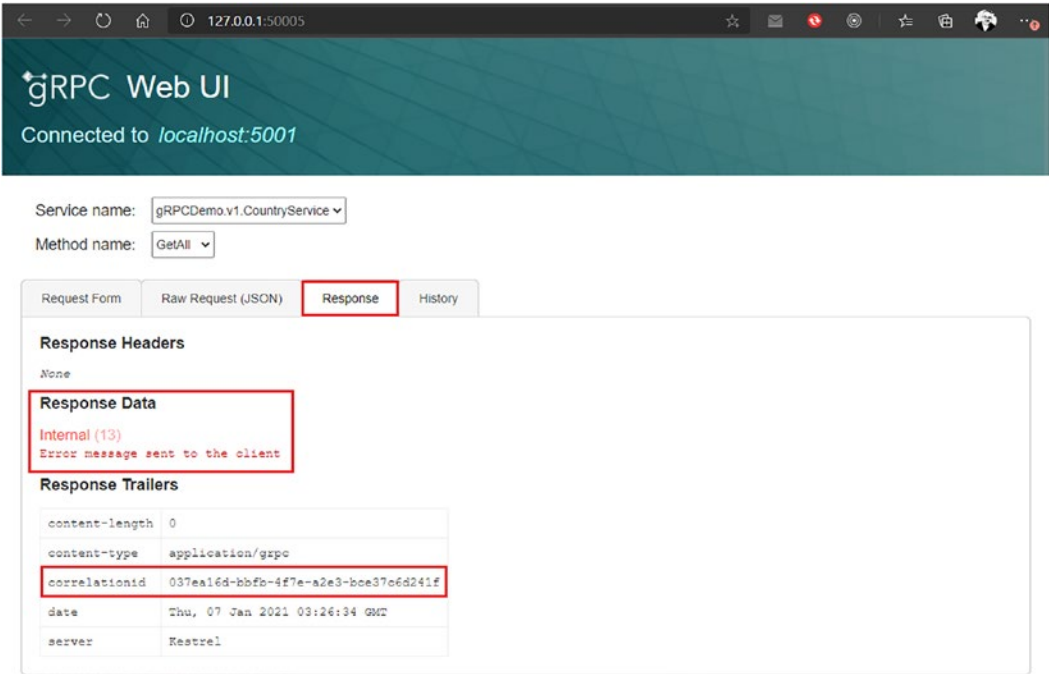 127.0.0.1:50005
gRPC Web UI
Connected to localhost:5001
Service name: gRPCDemo.v1.CountryService
Method name: GetAll
Request Form Raw Request (JSON) Response History
Response Headers
None
Response Data
Internal (13)
Error message sent to the client
Response Trailers
content-length 0
content-type application/grpc
correlationid 037ea16d-bbfb-4f7e-a2e3-bce37c6d241f
date Thu, 07 Jan 2021 03:26:34 GMT
server Kestrel